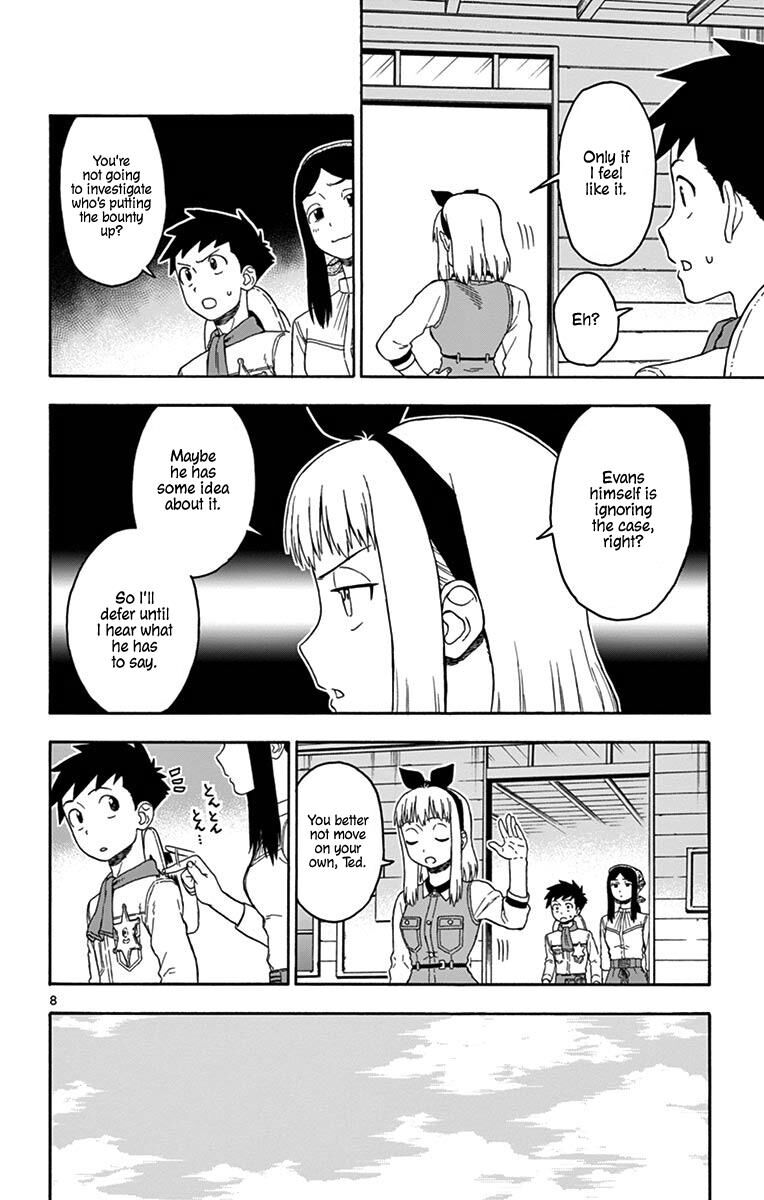 Only if
I feel
like it.
Eh?
You're
not going
to investigate
who's putting
the bounty
up?
Evans
himself is
ignoring
the case,
right?
Maybe
he has
some idea
about it.
So I'll
defer until
I hear what
he has
to say.
You better
not move
on your
own, Ted.
とんとん
とん…
8